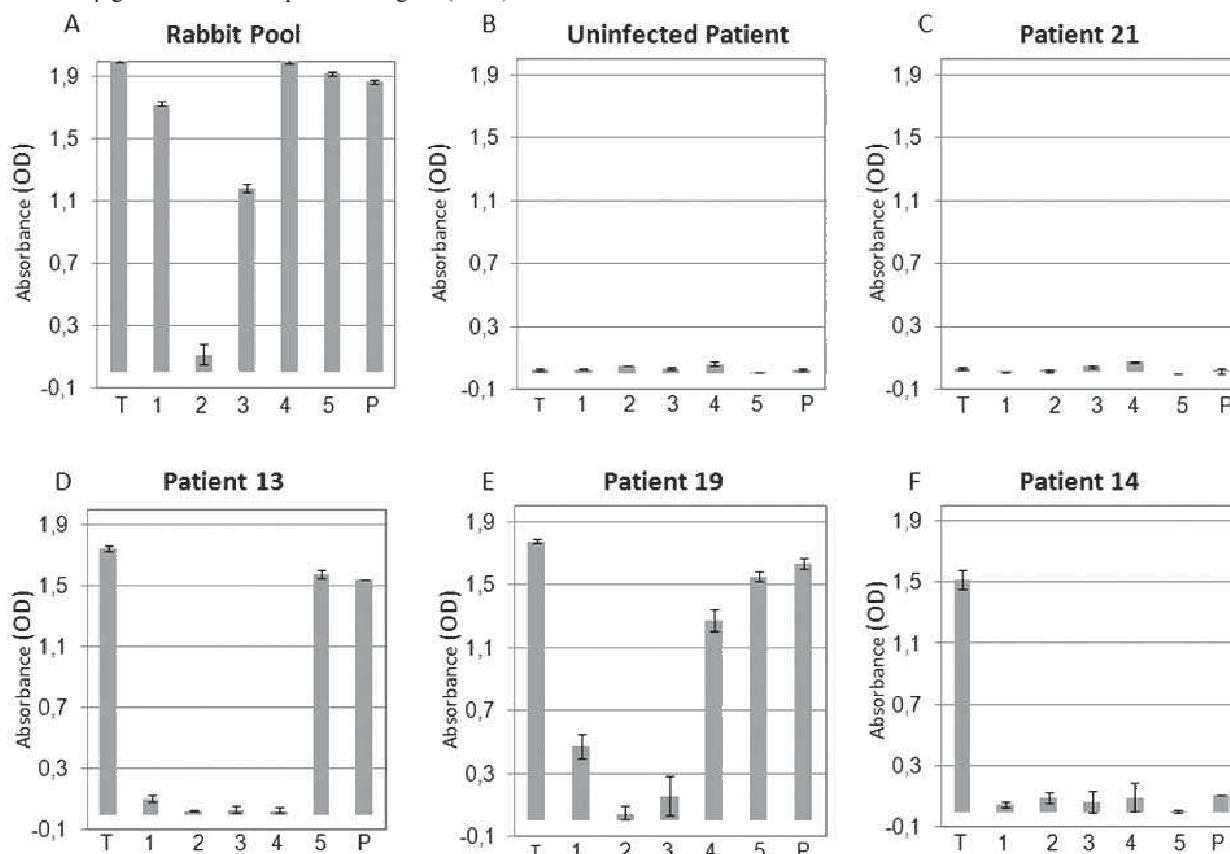 A Rabbit Pool
B Uninfected Patient
C Patient 21
Absorbance (OD)
1,9
1,5
1,1
0,7
0,3
-0,1
T 1 2 3 4 5 P
Absorbance (OD)
1,9
1,5
1,1
0,7
0,3
-0,1
T 1 2 3 4 5 P
Absorbance (OD)
1,9
1,5
1,1
0,7
0,3
-0,1
T 1 2 3 4 5 P
D Patient 13
E Patient 19
F Patient 14
Absorbance (OD)
1,9
1,5
1,1
0,7
0,3
-0,1
T 1 2 3 4 5 P
Absorbance (OD)
1,9
1,5
1,1
0,7
0,3
-0,1
T 1 2 3 4 5 P
Absorbance (OD)
1,9
1,5
1,1
0,7
0,3
-0,1
T 1 2 3 4 5 P